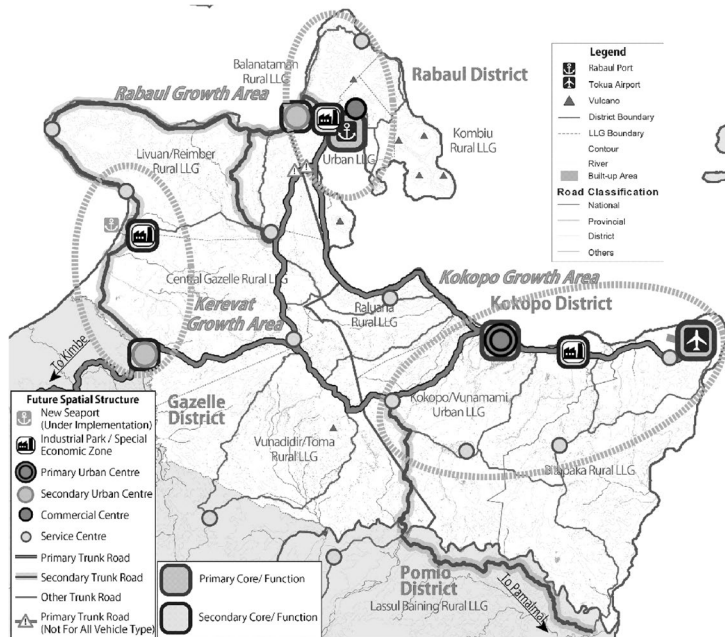 Balanataman
Rural LLG
Rabaul District
Rabaul Growth Area
Kombiu
Rural LLG
Livuan/Reimber
Rural LLG
Urban LLG
Central Gazelle Rural LLG
Kerevat
Growth Area
Raluana
Rural LLG
Kokopo Growth Area
Kokopo District
To Kimbe
Gazelle
District
Kokopo/Vunamami
Urban LLG
Vunadidir/Toma
Rural LLG
Bitapaka Rural LLG
Pomio
District
Lassul Baining Rural LLG
To Pamalmal
Legend
Rabaul Port
Tokua Airport
Vulcano
District Boundary
LLG Boundary
Contour
River
Built-up Area
Road Classification
National
Provincial
District
Others
Future Spatial Structure
New Seaport
(Under Implementation)
Industrial Park / Special
Economic Zone
Primary Urban Centre
Secondary Urban Centre
Commercial Centre
Service Centre
Primary Trunk Road
Secondary Trunk Road
Other Trunk Road
Primary Trunk Road
(Not For All Vehicle Type)
Primary Core/ Function
Secondary Core/ Function